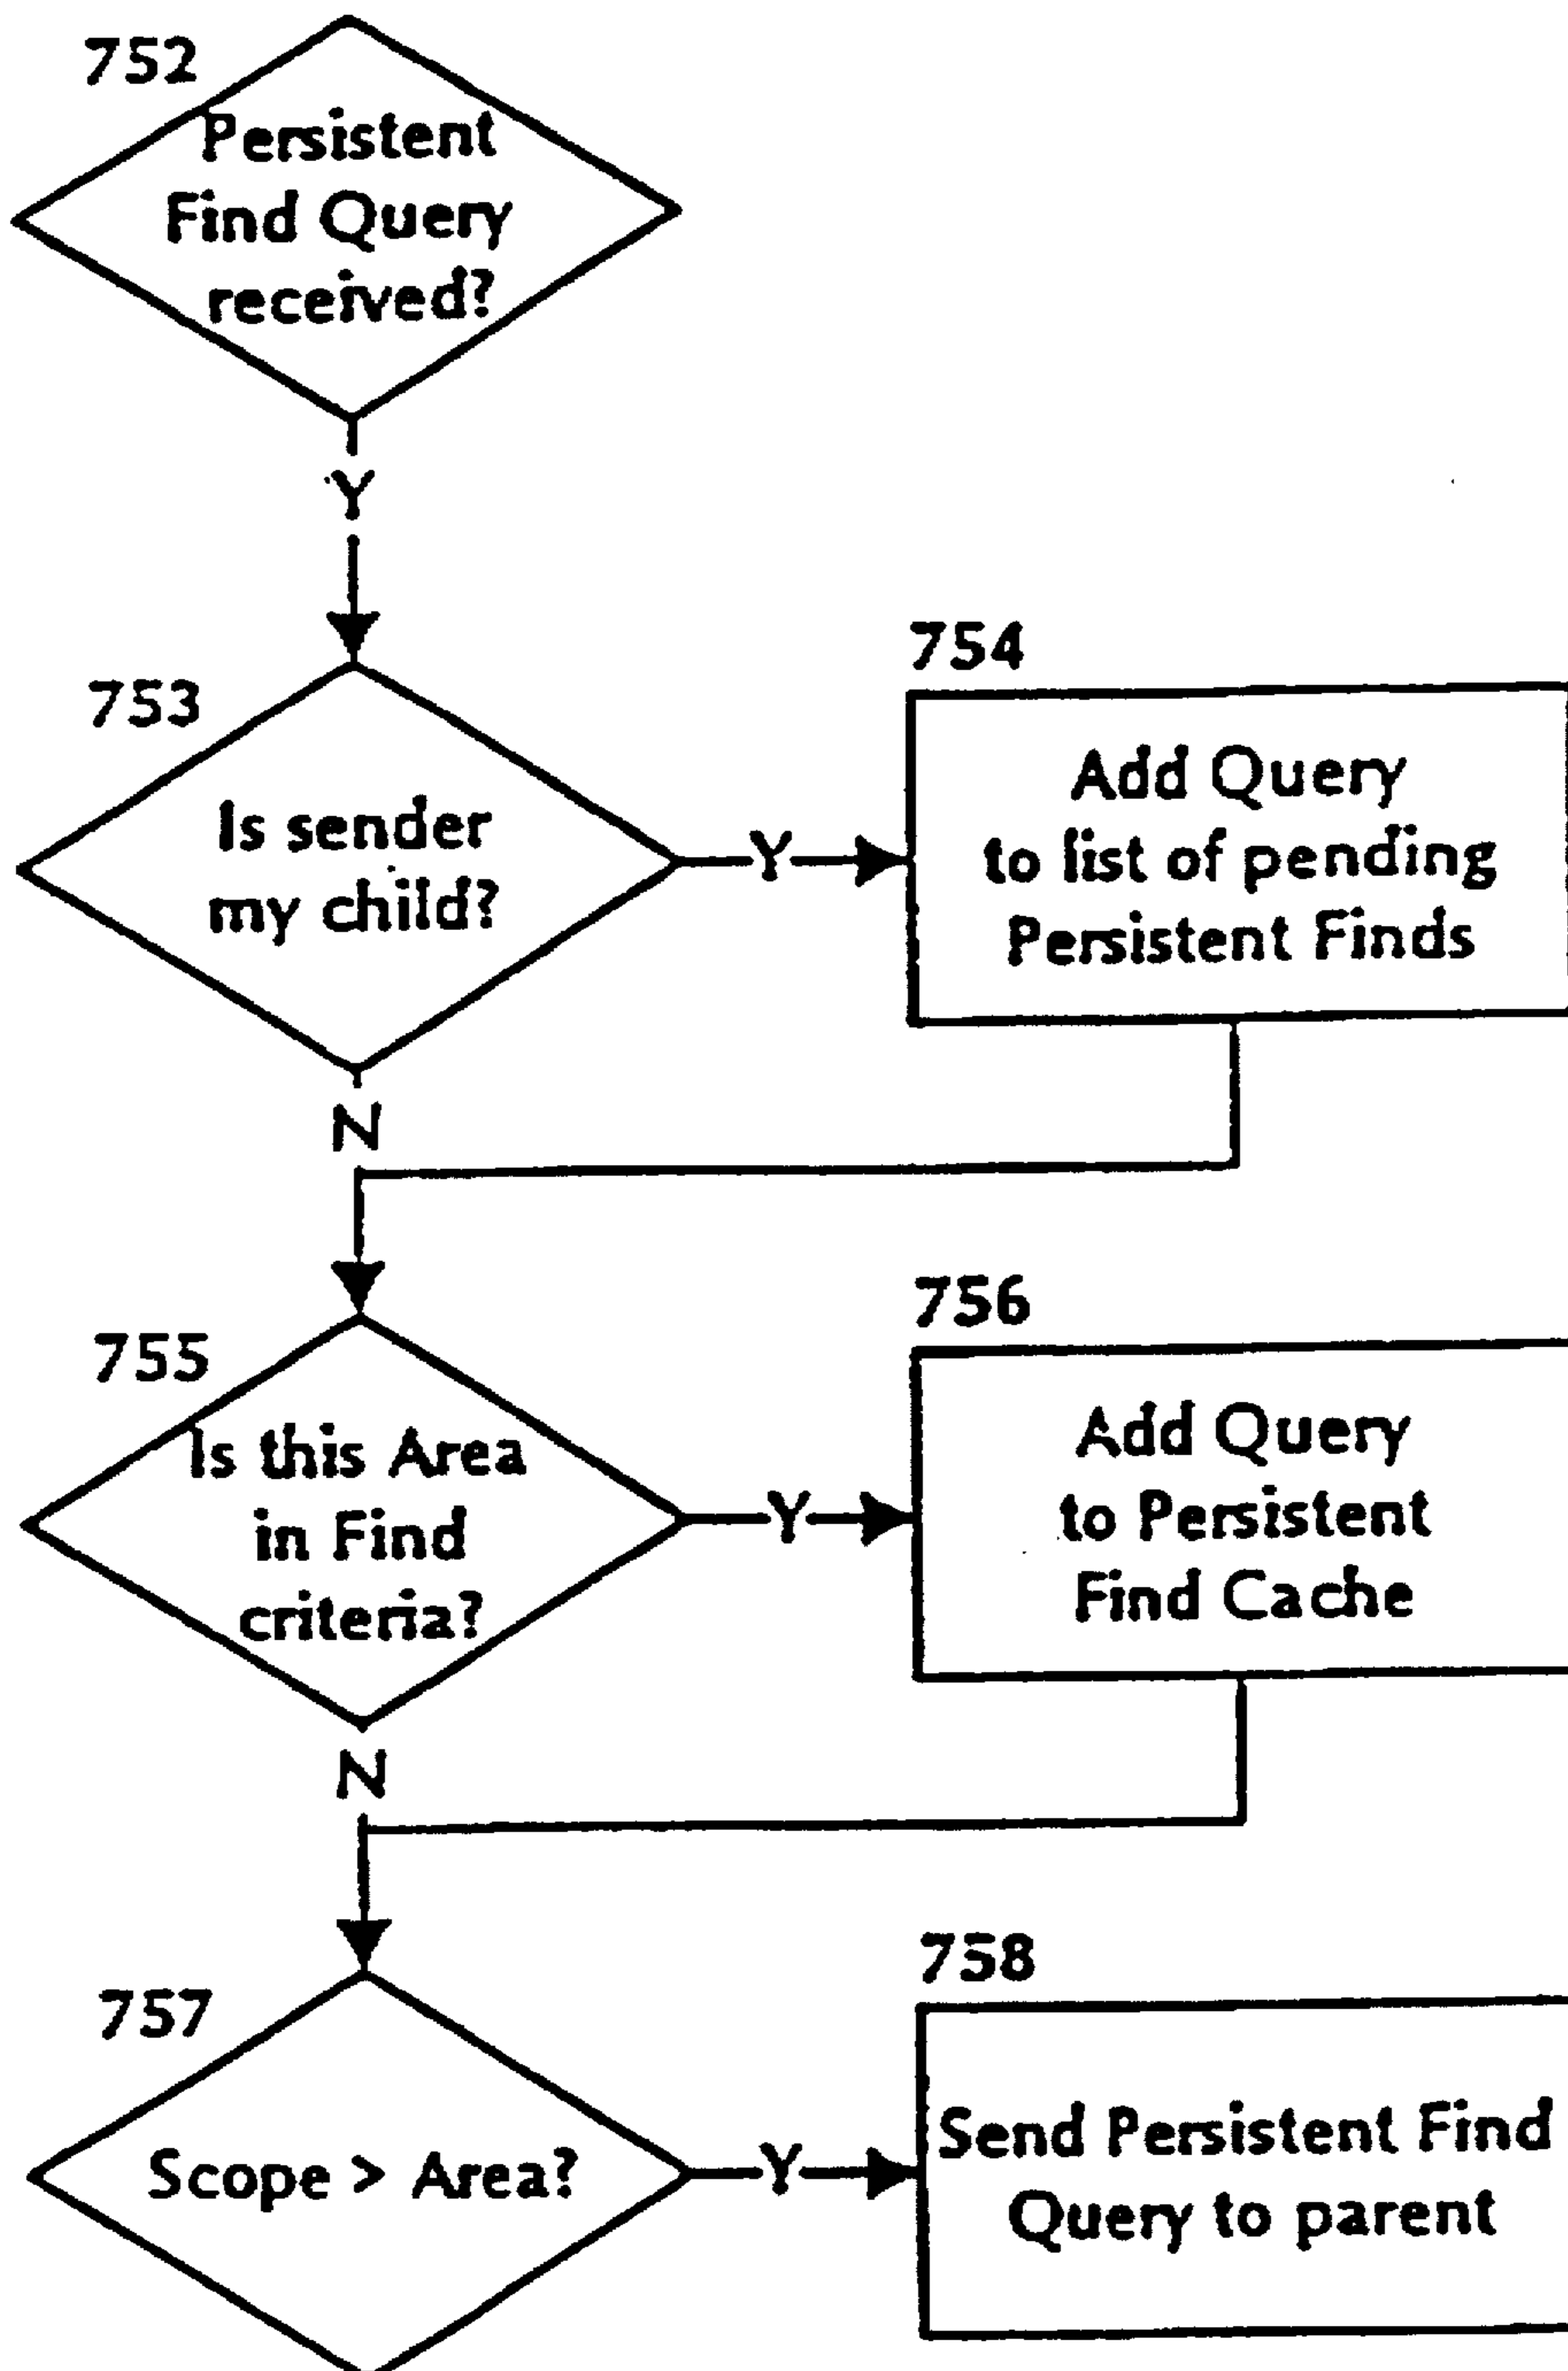 752
Persistent
Find Query
received?
Y
753
Is sender
my child?
Y
754
Add Query
to list of pending
Persistent Finds
N
755
Is this Area
in Find
criteria?
Y
756
Add Query
to Persistent
Find Cache
N
757
Scope > Area?
Y
758
Send Persistent Find
Query to parent